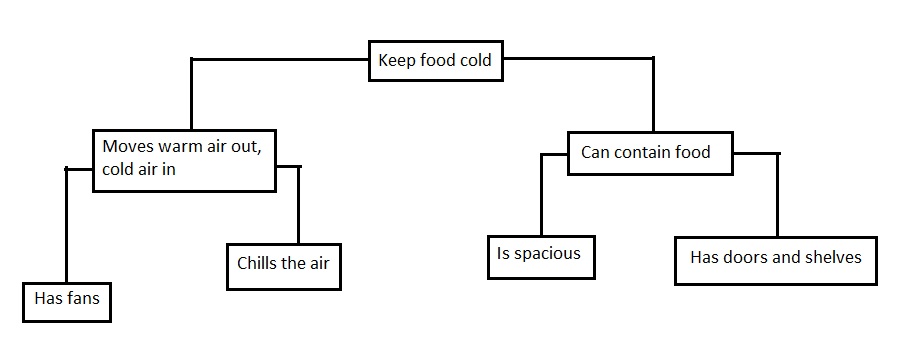 Keep food cold
Moves warm air out,
cold air in
Can contain food
Chills the air
Is spacious
Has doors and shelves
Has fans